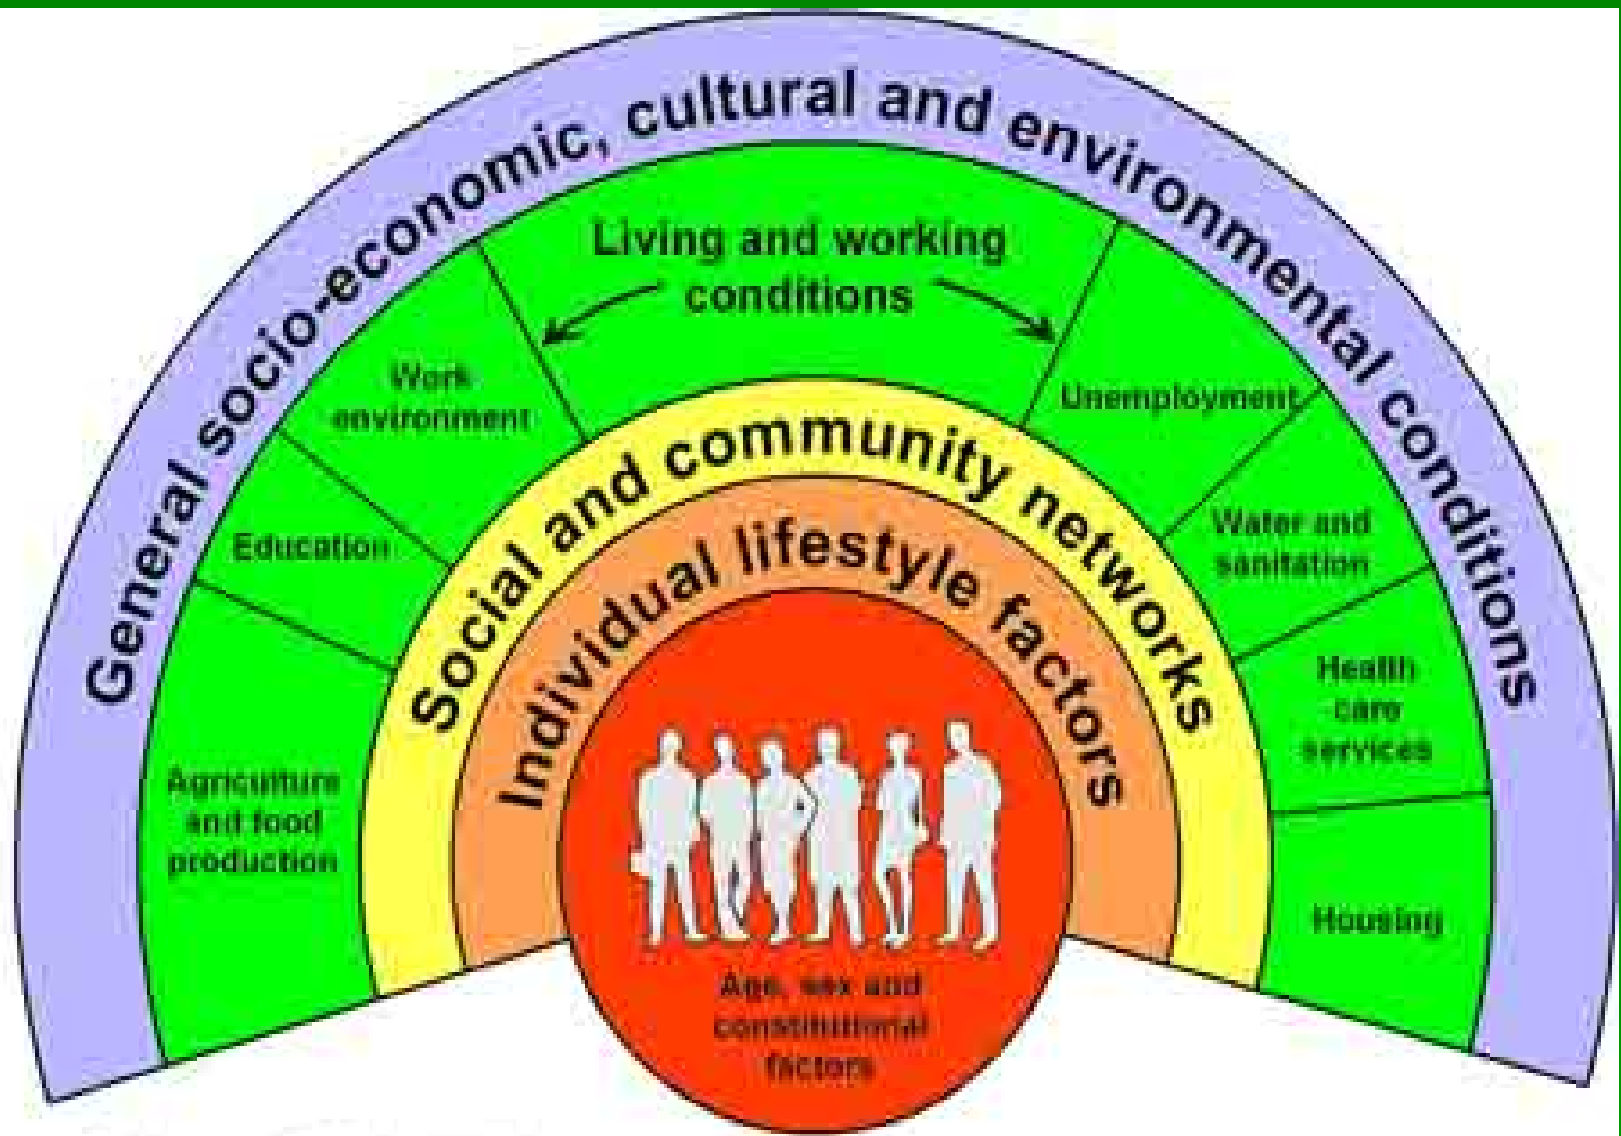 General socio-economic, cultural and environmental conditions
Living and working
conditions
Work
environment
Unemployment
Education
Water and
sanitation
Agriculture
and food
production
Health
care
services
Housing
Social and community networks
Individual lifestyle factors
Age, sex and
constitutional
factors